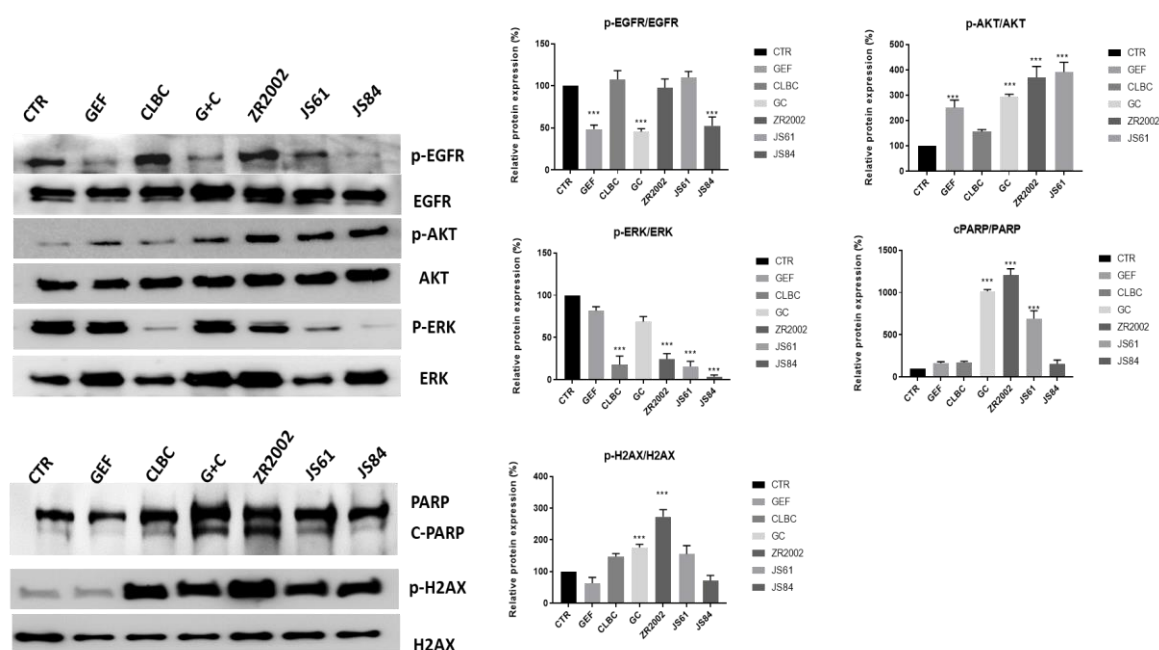 CTR GEF CLBC G+C ZR2002 JS61 JS84
p-EGFR
EGFR
p-AKT
AKT
P-ERK
ERK
CTR GEF CLBC G+C ZR2002 JS61 JS84
PARP
C-PARP
p-H2AX
H2AX
p-EGFR/EGFR
Relative protein expression (%)
150
100
50
0
*** *** ***
CTR GEF CLBC GC ZR2002 JS61 JS84
CTR
GEF
CLBC
GC
ZR2002
JS61
JS84
p-AKT/AKT
Relative protein expression (%)
500
400
300
200
100
0
*** *** *** ***
CTR GEF CLBC GC ZR2002 JS61
CTR
GEF
CLBC
GC
ZR2002
JS61
p-ERK/ERK
Relative protein expression (%)
150
100
50
0
*** *** *** ***
CTR GEF CLBC GC ZR2002 JS61 JS84
CTR
GEF
CLBC
GC
ZR2002
JS61
JS84
cPARP/PARP
Relative protein expression (%)
1500
1000
500
0
*** *** ***
CTR GEF CLBC GC ZR2002 JS61 JS84
CTR
GEF
CLBC
GC
ZR2002
JS61
JS84
p-H2AX/H2AX
Relative protein expression (%)
400
300
200
100
0
*** ***
CTR GEF CLBC GC ZR2002 JS61 JS84
CTR
GEF
CLBC
GC
ZR2002
JS61
JS84